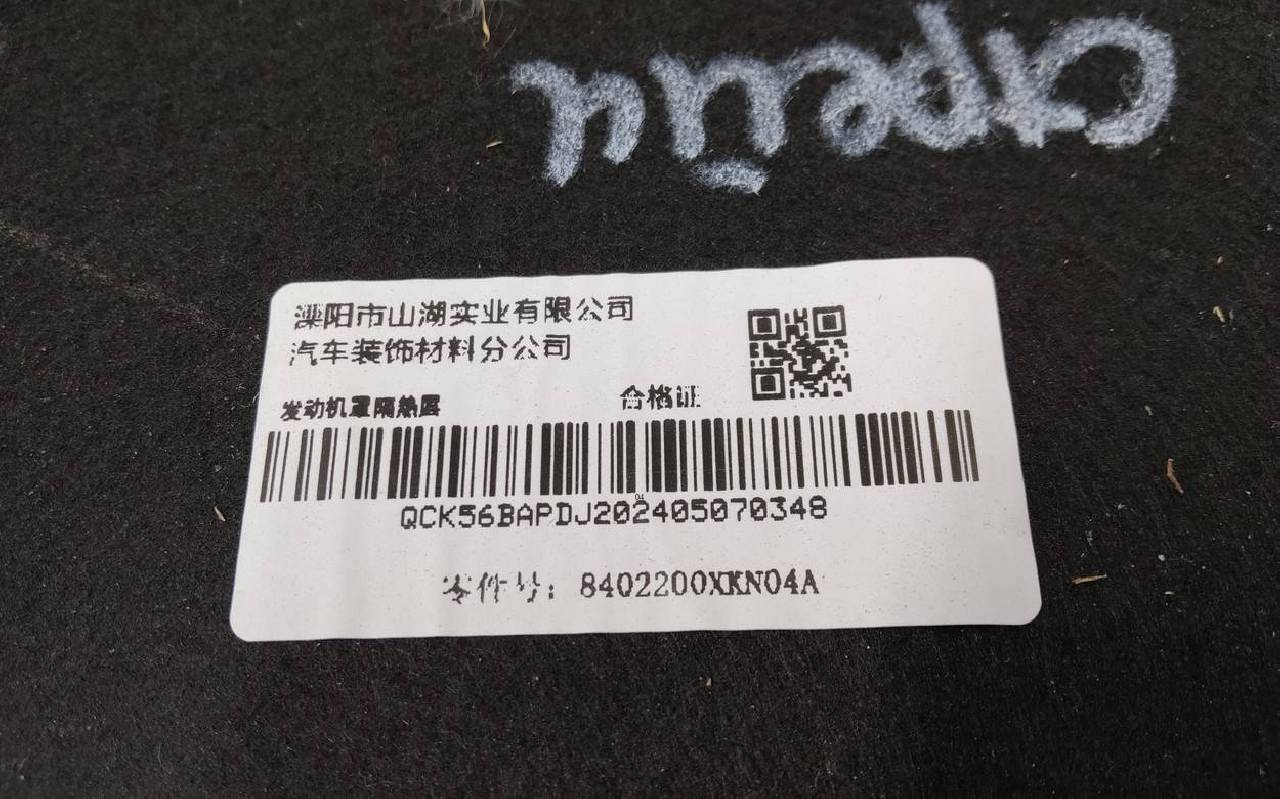 溧阳市山湖实业有限公司
汽车装饰材料分公司
发动机罩隔热层 合格证
QCK56BAPDJ202405070348
零件号：8402200XKN04A